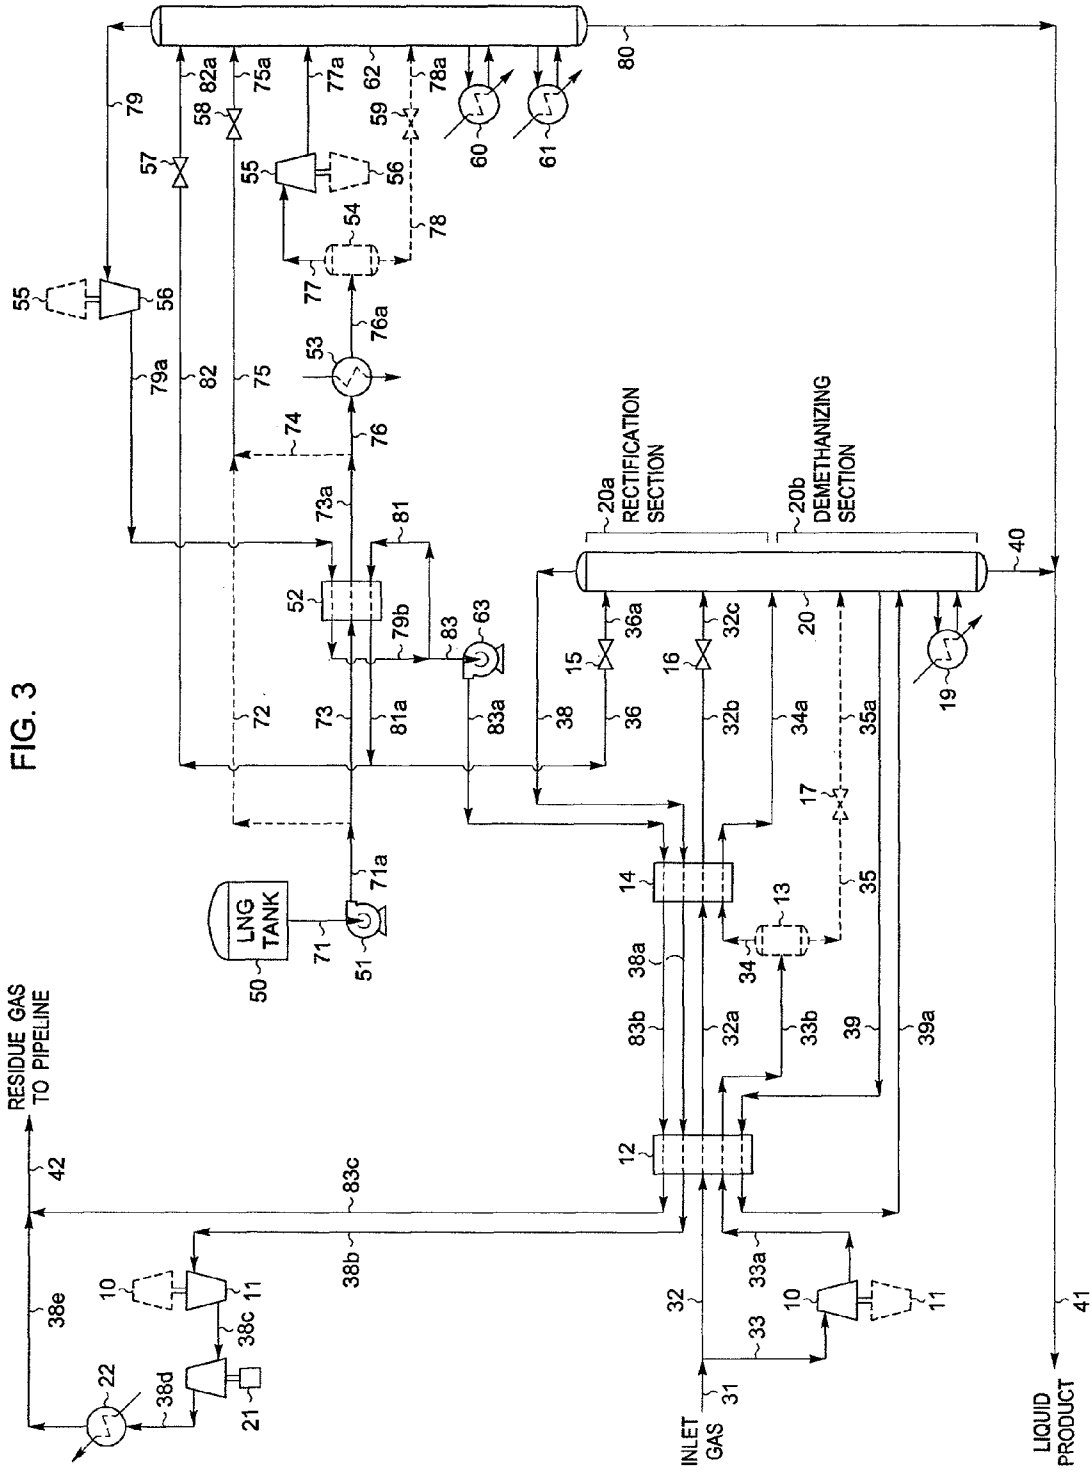 FIG. 3
RESIDUE GAS
TO PIPELINE
42
38e
22
38d
21
38c
10
11
38b
83c
LNG
TANK
50
71
51
71a
72
73
81a
79b
83
63
83a
52
81
73a
74
76
53
76a
54
77
78
55
56
59
78a
77a
75
58
75a
82
57
82a
79a
55
56
79
62
60
61
80
INLET
GAS
31
32
33
10
11
33a
12
83b
38a
32a
33b
34
13
14
35
17
35a
34a
32b
16
32c
36
15
36a
38
39
39a
19
20
20a
RECTIFICATION
SECTION
20b
DEMETHANIZING
SECTION
40
41
LIQUID
PRODUCT